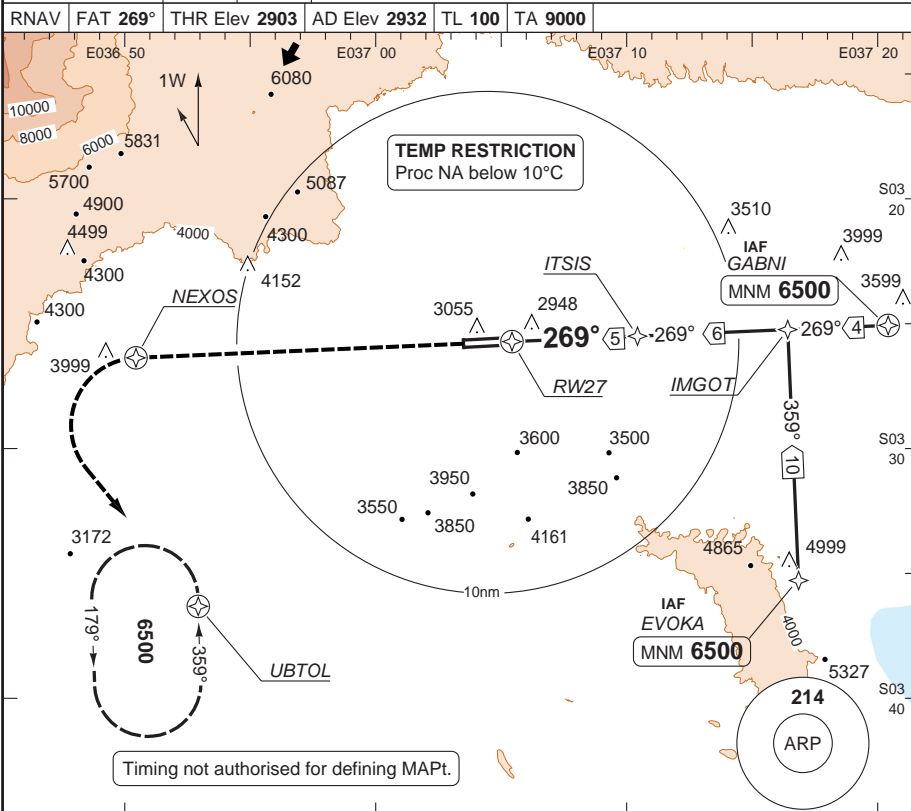 RNAV FAT 269° THR Elev 2903 AD Elev 2932 TL 100 TA 9000
E036 50
E037 00
E037 10
E037 20
1W
6080
10000
8000
6000
5831
5700
4900
4499
4300
4000
5087
4300
4152
TEMP RESTRICTION
Proc NA below 10°C
S03
20
3510
IAF
GABNI
MNM 6500
3999
3599
ITSIS
NEXOS
4300
3999
3055
2948
269°
5
269°
6
269°
4
RW27
IMGOT
359°
10
S03
30
3600
3500
3950
3850
3550
3850
4161
3172
10nm
4865
4999
IAF
EVOKA
MNM 6500
4000
5327
179°
6500
359°
UBTOL
S03
40
214
ARP
Timing not authorised for defining MAPt.